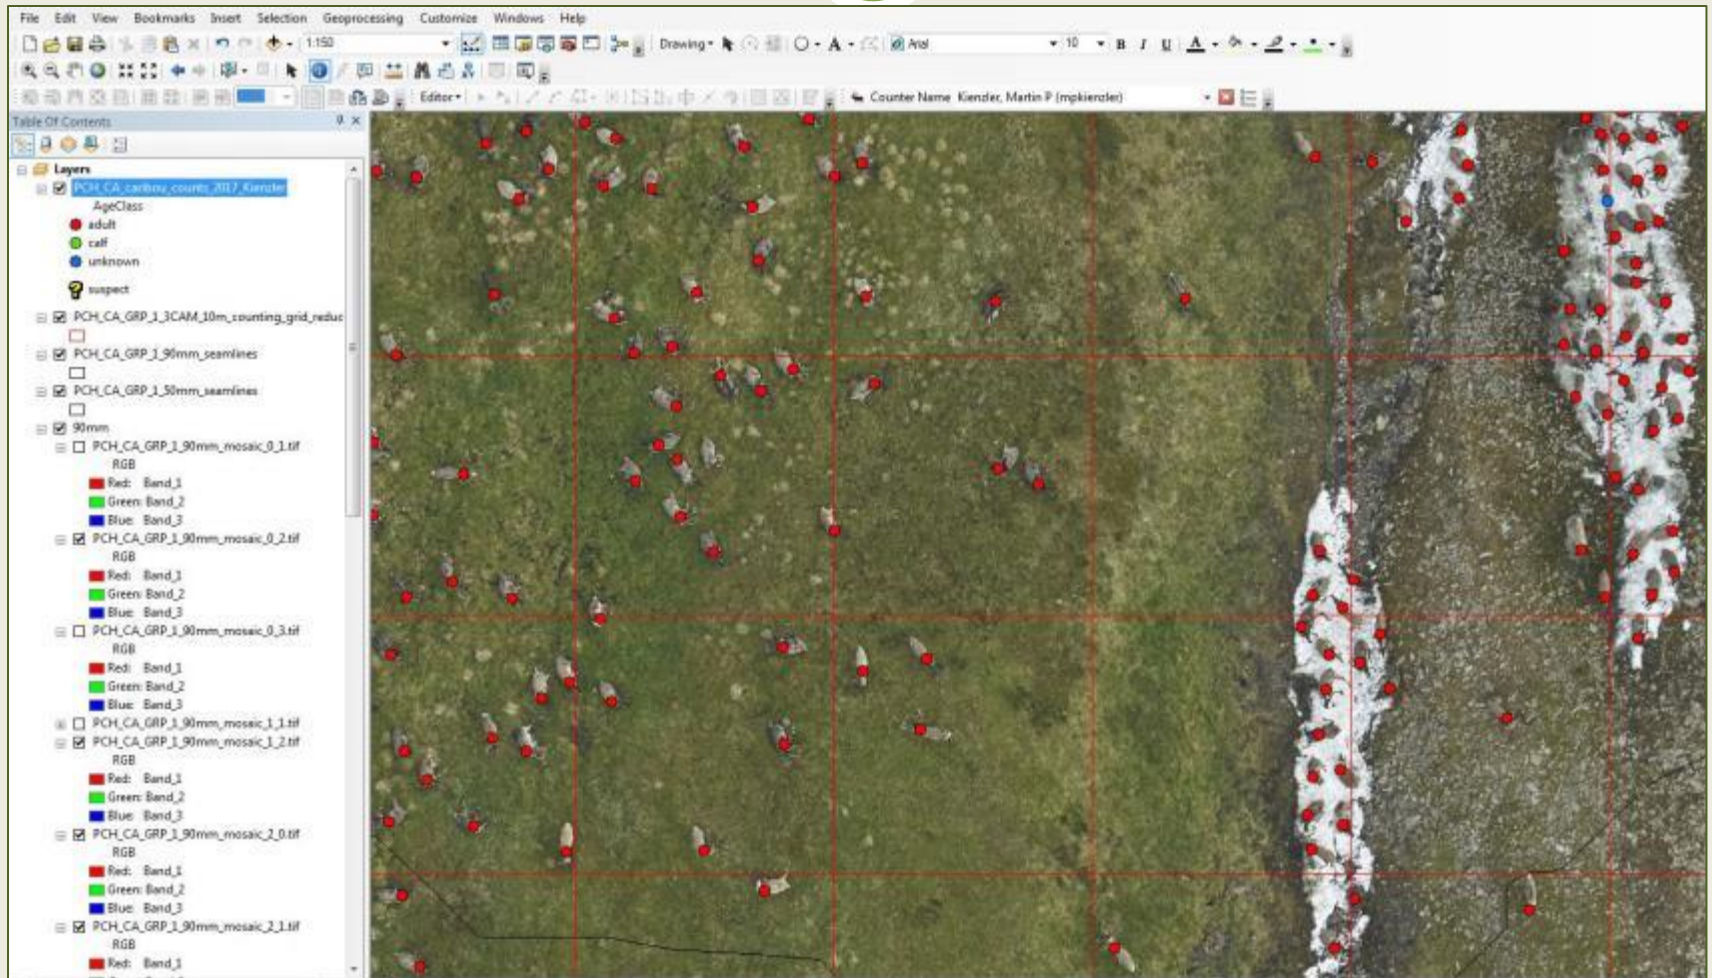 File Edit View Bookmarks Insert Selection Geoprocessing Customize Windows Help
1:150 Drawing Arial 10 B I U A
Editor Counter Name Kienzler, Martin P (mpkienzler)
Table Of Contents
Layers
PCH_CA_caribou_counts_2017_Kienzler
AgeClass
adult
calf
unknown
suspect
PCH_CA_GRP_1_3CAM_10m_counting_grid_reduc
PCH_CA_GRP_1_90mm_seamlines
PCH_CA_GRP_1_50mm_seamlines
90mm
PCH_CA_GRP_1_90mm_mosaic_0_1.tif
RGB
Red: Band_1
Green: Band_2
Blue: Band_3
PCH_CA_GRP_1_90mm_mosaic_0_2.tif
RGB
Red: Band_1
Green: Band_2
Blue: Band_3
PCH_CA_GRP_1_90mm_mosaic_0_3.tif
RGB
Red: Band_1
Green: Band_2
Blue: Band_3
PCH_CA_GRP_1_90mm_mosaic_1_1.tif
PCH_CA_GRP_1_90mm_mosaic_1_2.tif
RGB
Red: Band_1
Green: Band_2
Blue: Band_3
PCH_CA_GRP_1_90mm_mosaic_2_0.tif
RGB
Red: Band_1
Green: Band_2
Blue: Band_3
PCH_CA_GRP_1_90mm_mosaic_2_1.tif
RGB
Red: Band_1